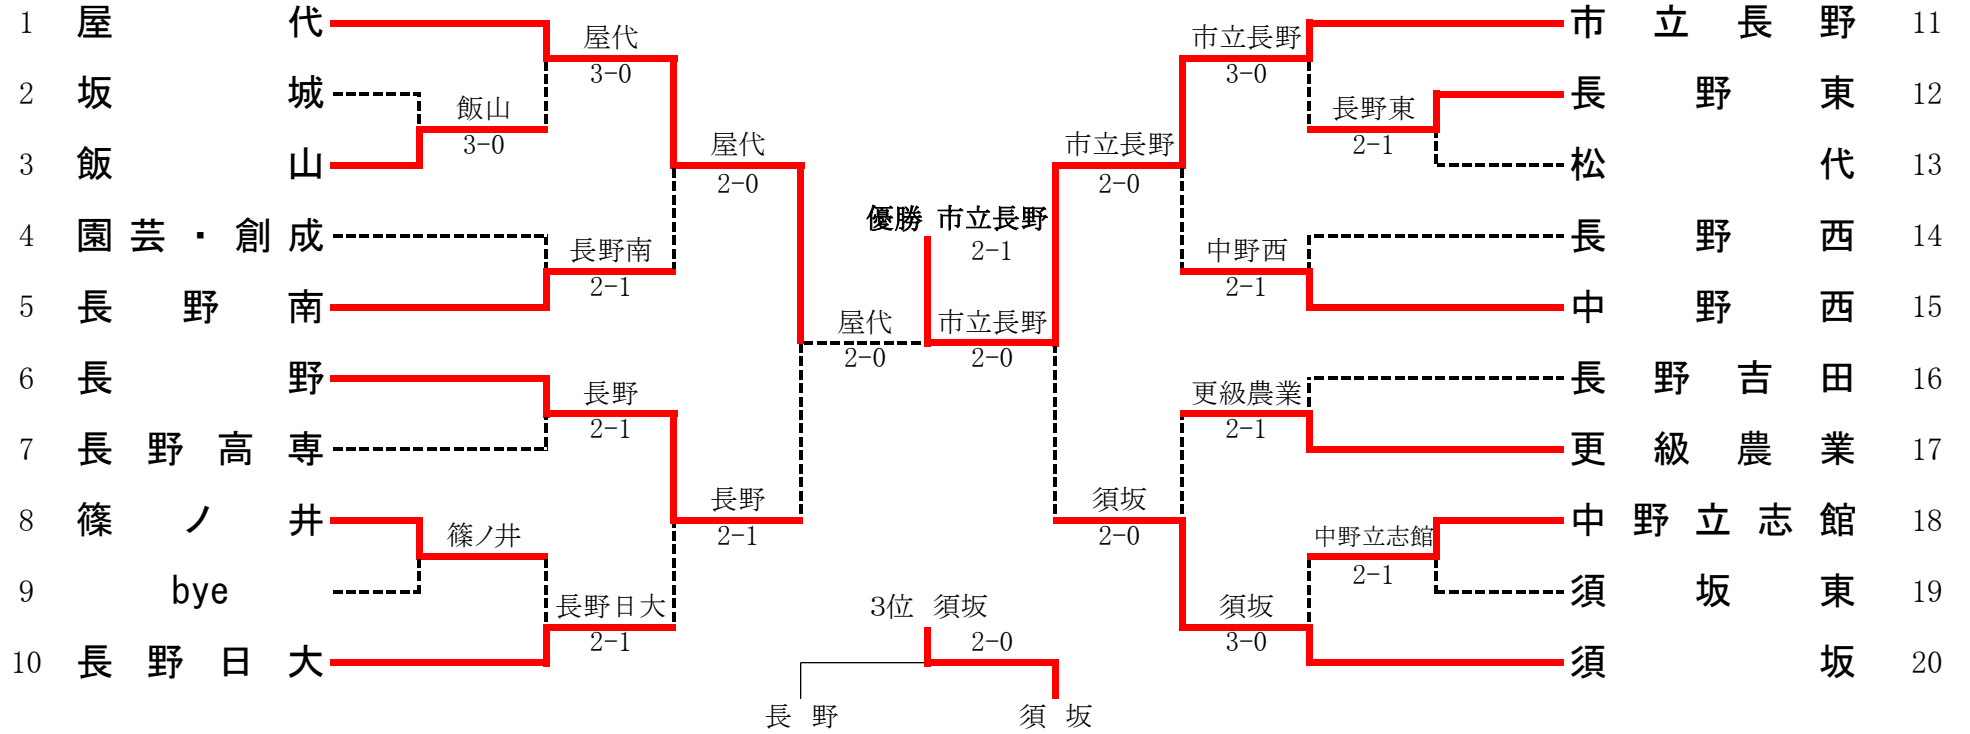 1 屋代
2 坂城
3 飯山
4 園芸・創成
5 長野南
6 長野
7 長野高専
8 篠ノ井
9 bye
10 長野日大
飯山
3-0
篠ノ井
屋代
3-0
長野南
2-1
長野
2-1
長野日大
2-1
屋代
2-0
長野
2-1
屋代
2-0
優勝 市立長野
2-1
市立長野
2-0
3位 須坂
2-0
長野
須坂
市立長野
2-0
須坂
2-0
市立長野
3-0
中野西
2-1
更級農業
2-1
須坂
3-0
長野東
2-1
中野立志館
2-1
市立長野 11
長野東 12
松代 13
長野西 14
中野西 15
長野吉田 16
更級農業 17
中野立志館 18
須坂東 19
須坂 20